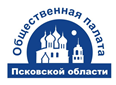 Общественная палата
Псковской области